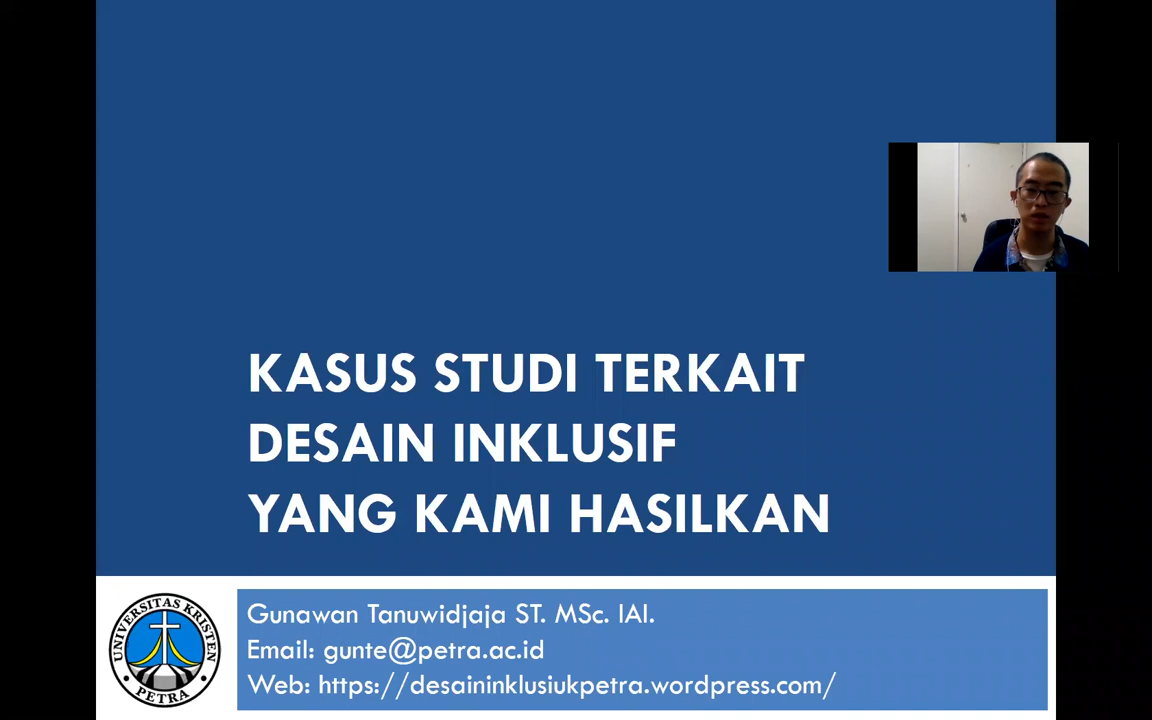 KASUS STUDI TERKAIT
DESAIN INKLUSIF
YANG KAMI HASILKAN
UNIVERSITAS KRISTEN
PETRA
Gunawan Tanuwidjaja ST. MSc. IAI.
Email: gunte@petra.ac.id
Web: https://desaininklusiukpetra.wordpress.com/